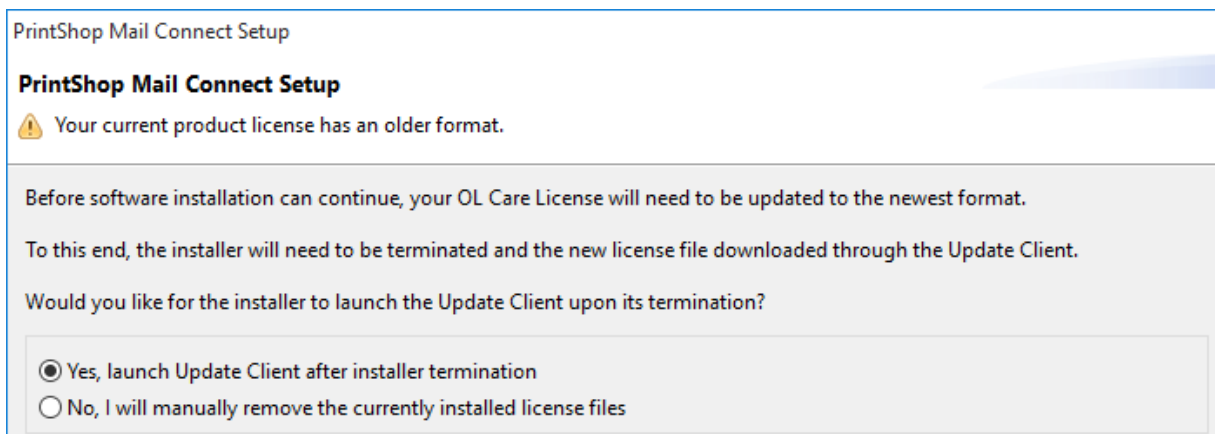 PrintShop Mail Connect Setup
PrintShop Mail Connect Setup
Your current product license has an older format.
Before software installation can continue, your OL Care License will need to be updated to the newest format.
To this end, the installer will need to be terminated and the new license file downloaded through the Update Client.
Would you like for the installer to launch the Update Client upon its termination?
Yes, launch Update Client after installer termination
No, I will manually remove the currently installed license files